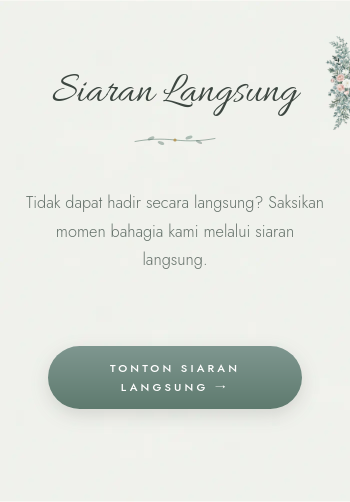 Siaran Langsung
Tidak dapat hadir secara langsung? Saksikan
momen bahagia kami melalui siaran
langsung.
TONTON SIARAN
LANGSUNG →